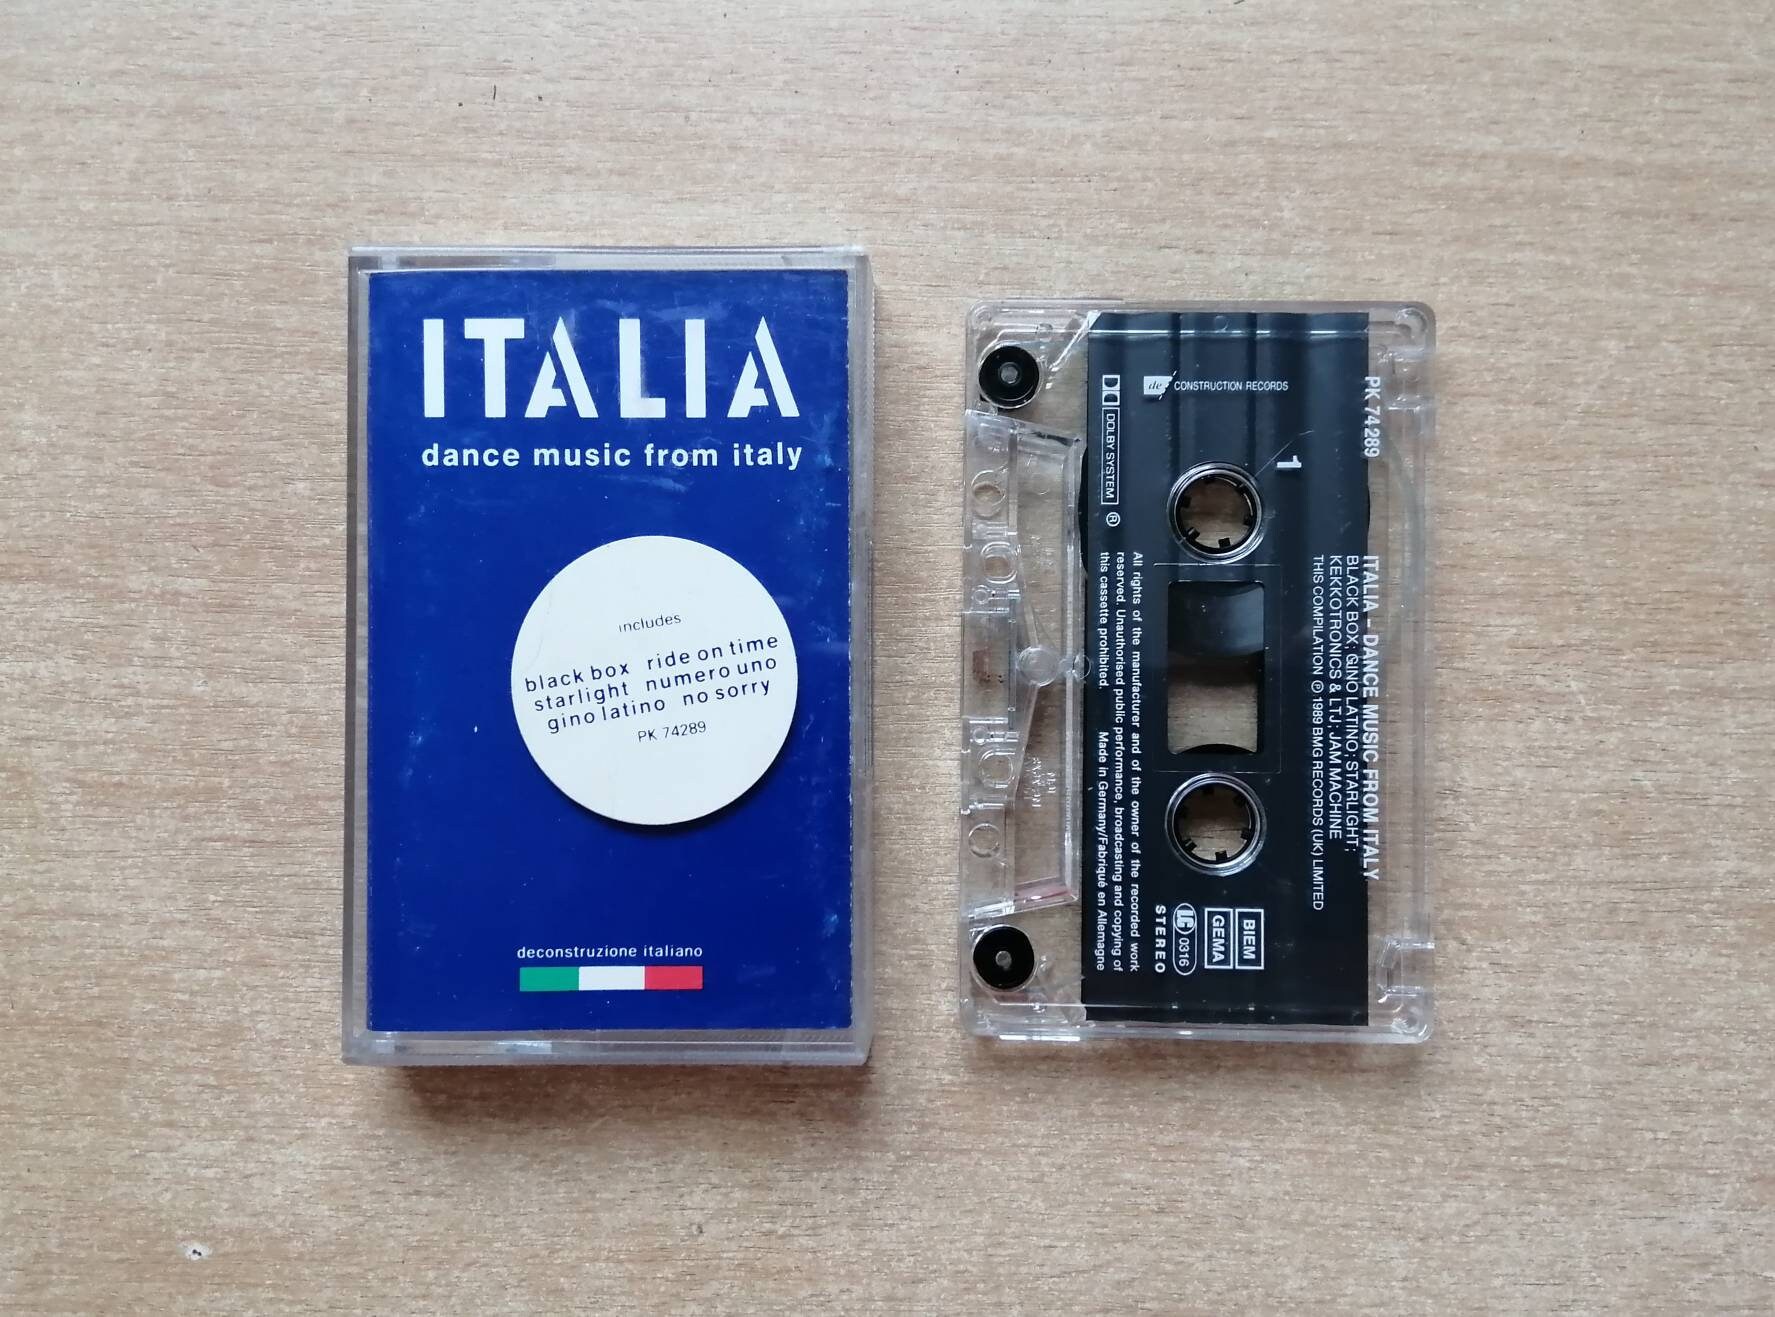 ITALIA
dance music from italy
includes
black box ride on time
starlight numero uno
gino latino no sorry
PK 74289
deconstruzione italiano
PK 74289
ITALIA – DANCE MUSIC FROM ITALY
BLACK BOX; GINO LATINO; STARLIGHT;
KEKKOTRONICS & LTJ; JAM MACHINE
THIS COMPILATION ℗ 1989 BMG RECORDS (UK) LIMITED
1
de CONSTRUCTION RECORDS
BIEM
GEMA
LC 0316
STEREO
All rights of the manufacturer and of the owner of the recorded work
reserved. Unauthorised public performance, broadcasting and copying of
this cassette prohibited. Made in Germany/Fabriqué en Allemagne
DOLBY SYSTEM ®